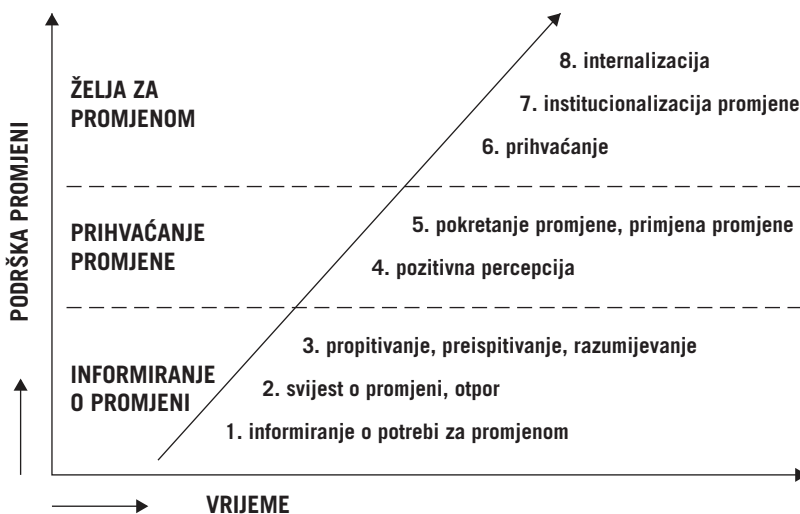 PODRŠKA PROMJENI
ŽELJA ZA
PROMJENOM
8. internalizacija
7. institucionalizacija promjene
6. prihvaćanje
PRIHVAĆANJE
PROMJENE
5. pokretanje promjene, primjena promjene
4. pozitivna percepcija
INFORMIRANJE
O PROMJENI
3. propitivanje, preispitivanje, razumijevanje
2. svijest o promjeni, otpor
1. informiranje o potrebi za promjenom
VRIJEME